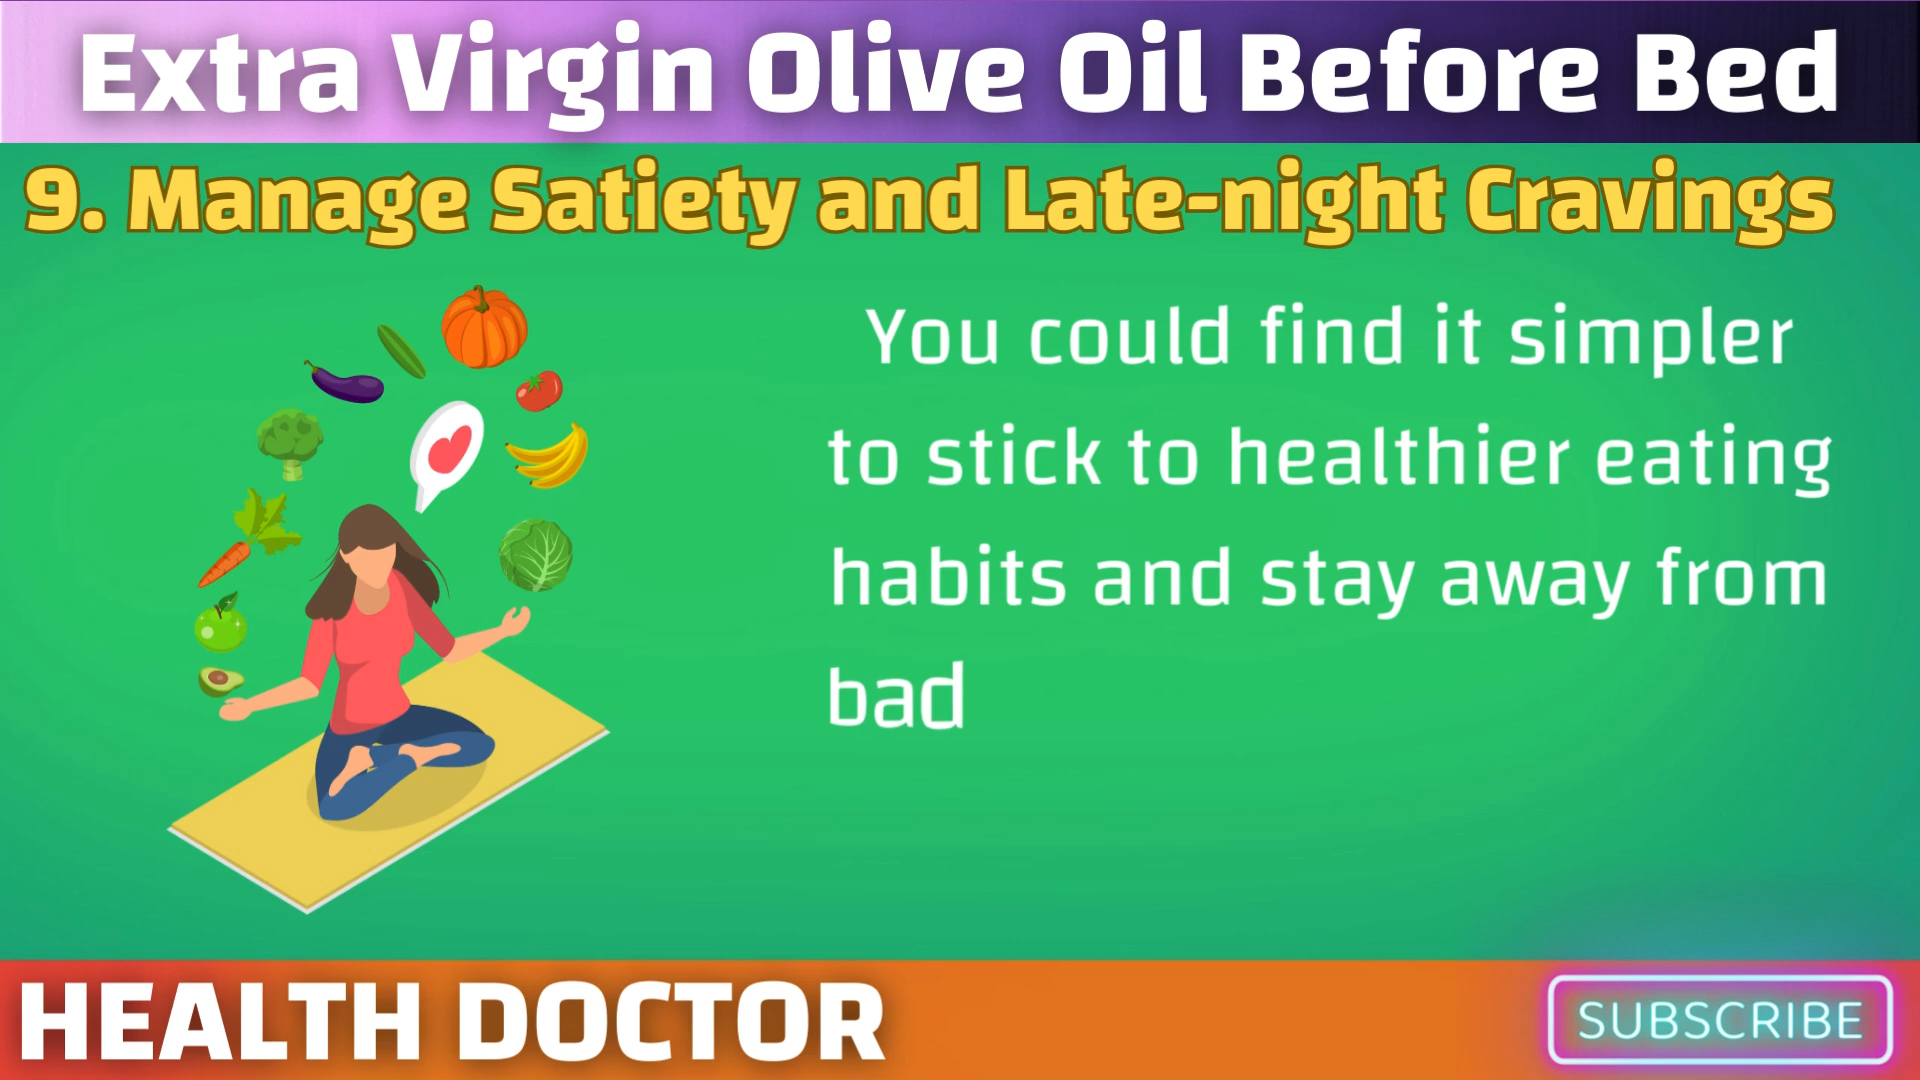 Extra Virgin Olive Oil Before Bed
9. Manage Satiety and Late-night Cravings
You could find it simpler
to stick to healthier eating
habits and stay away from
bad
HEALTH DOCTOR
SUBSCRIBE